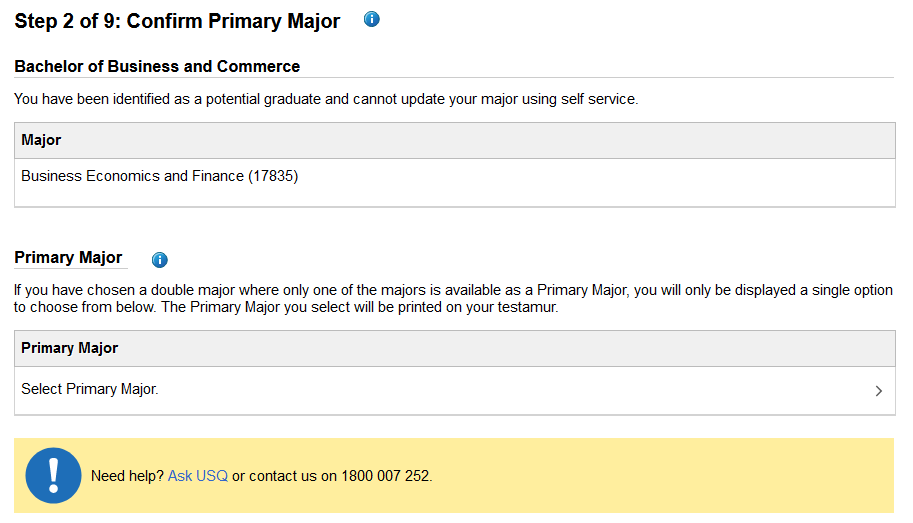 Step 2 of 9: Confirm Primary Major
Bachelor of Business and Commerce
You have been identified as a potential graduate and cannot update your major using self service.
Major
Business Economics and Finance (17835)
Primary Major
If you have chosen a double major where only one of the majors is available as a Primary Major, you will only be displayed a single option
to choose from below. The Primary Major you select will be printed on your testamur.
Primary Major
Select Primary Major.
Need help? Ask USQ or contact us on 1800 007 252.